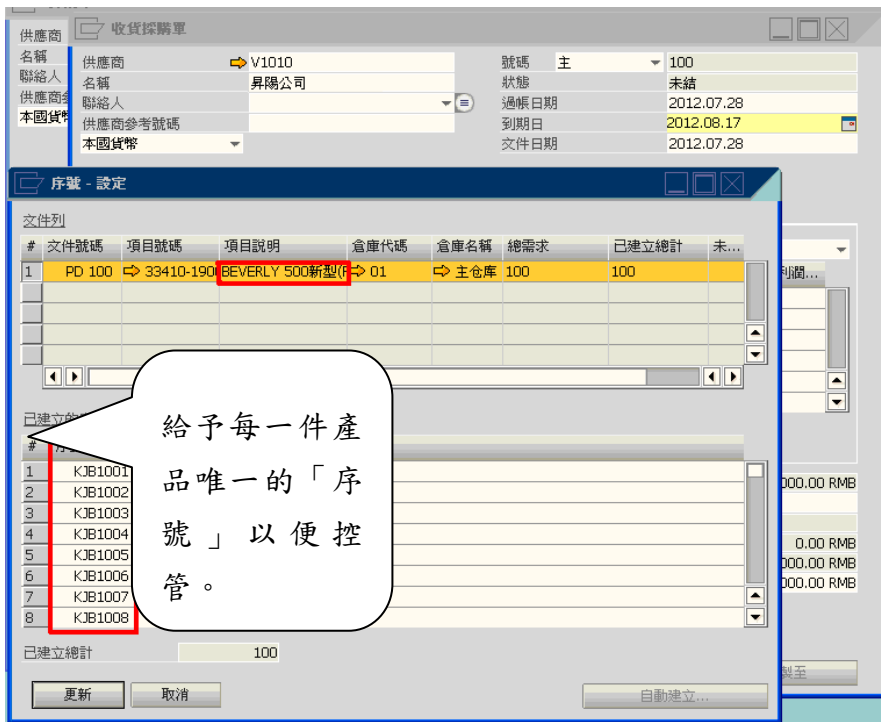 收貨採購單
供應商
名稱
聯絡人
供應商參
本國貨幣
供應商 V1010 號碼 主 100
名稱 昇陽公司 狀態 未結
聯絡人 過帳日期 2012.07.28
供應商參考號碼 到期日 2012.08.17
本國貨幣 文件日期 2012.07.28
序號 - 設定
文件列
# 文件號碼 項目號碼 項目說明 倉庫代碼 倉庫名稱 總需求 已建立總計 未...
1 PD 100 33410-190 BEVERLY 500新型(F 01 主仓库 100 100
利潤...
已建立的
#
1 KJB1001
2 KJB1002
3 KJB1003
4 KJB1004
5 KJB1005
6 KJB1006
7 KJB1007
8 KJB1008
給予每一件產
品唯一的「序
號」以便控
管。
000.00 RMB
0.00 RMB
000.00 RMB
000.00 RMB
已建立總計 100
更新 取消 自動建立...
製至